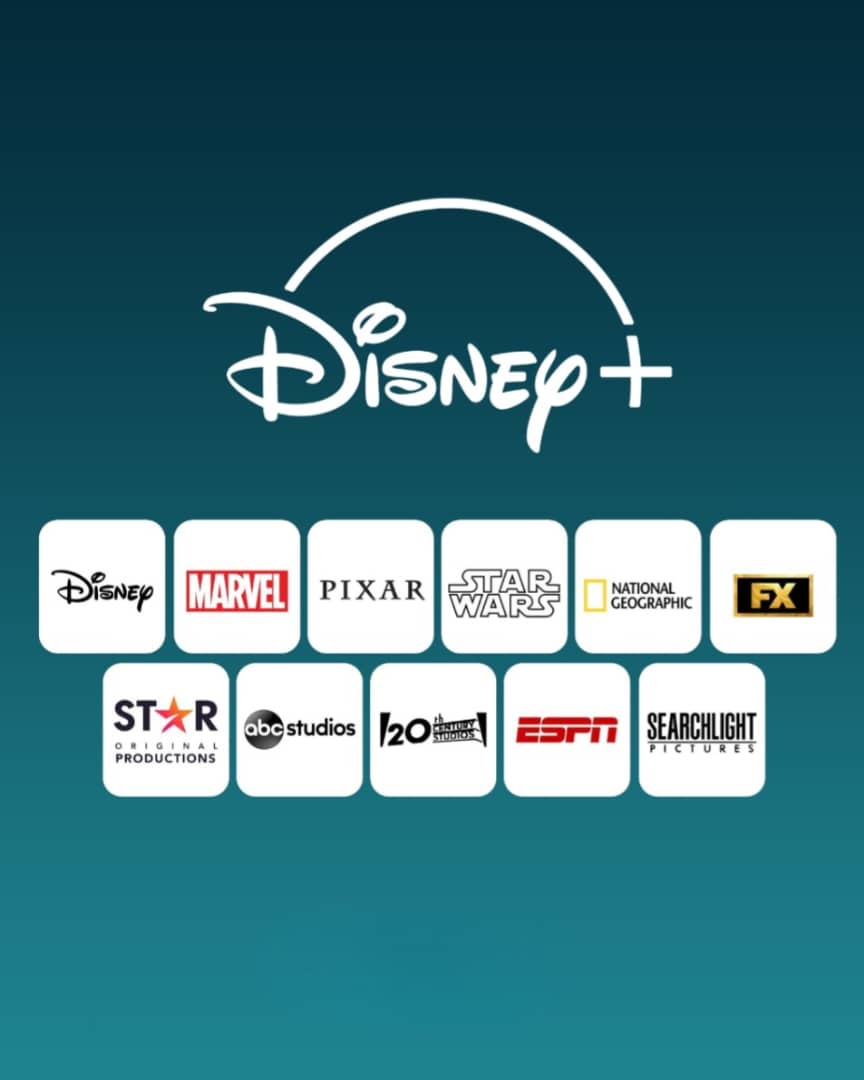 Disney+
Disney
MARVEL
PIXAR
STAR
WARS
NATIONAL
GEOGRAPHIC
FX
STAR
ORIGINAL
PRODUCTIONS
abc studios
20th
CENTURY
STUDIOS
ESPN
SEARCHLIGHT
PICTURES